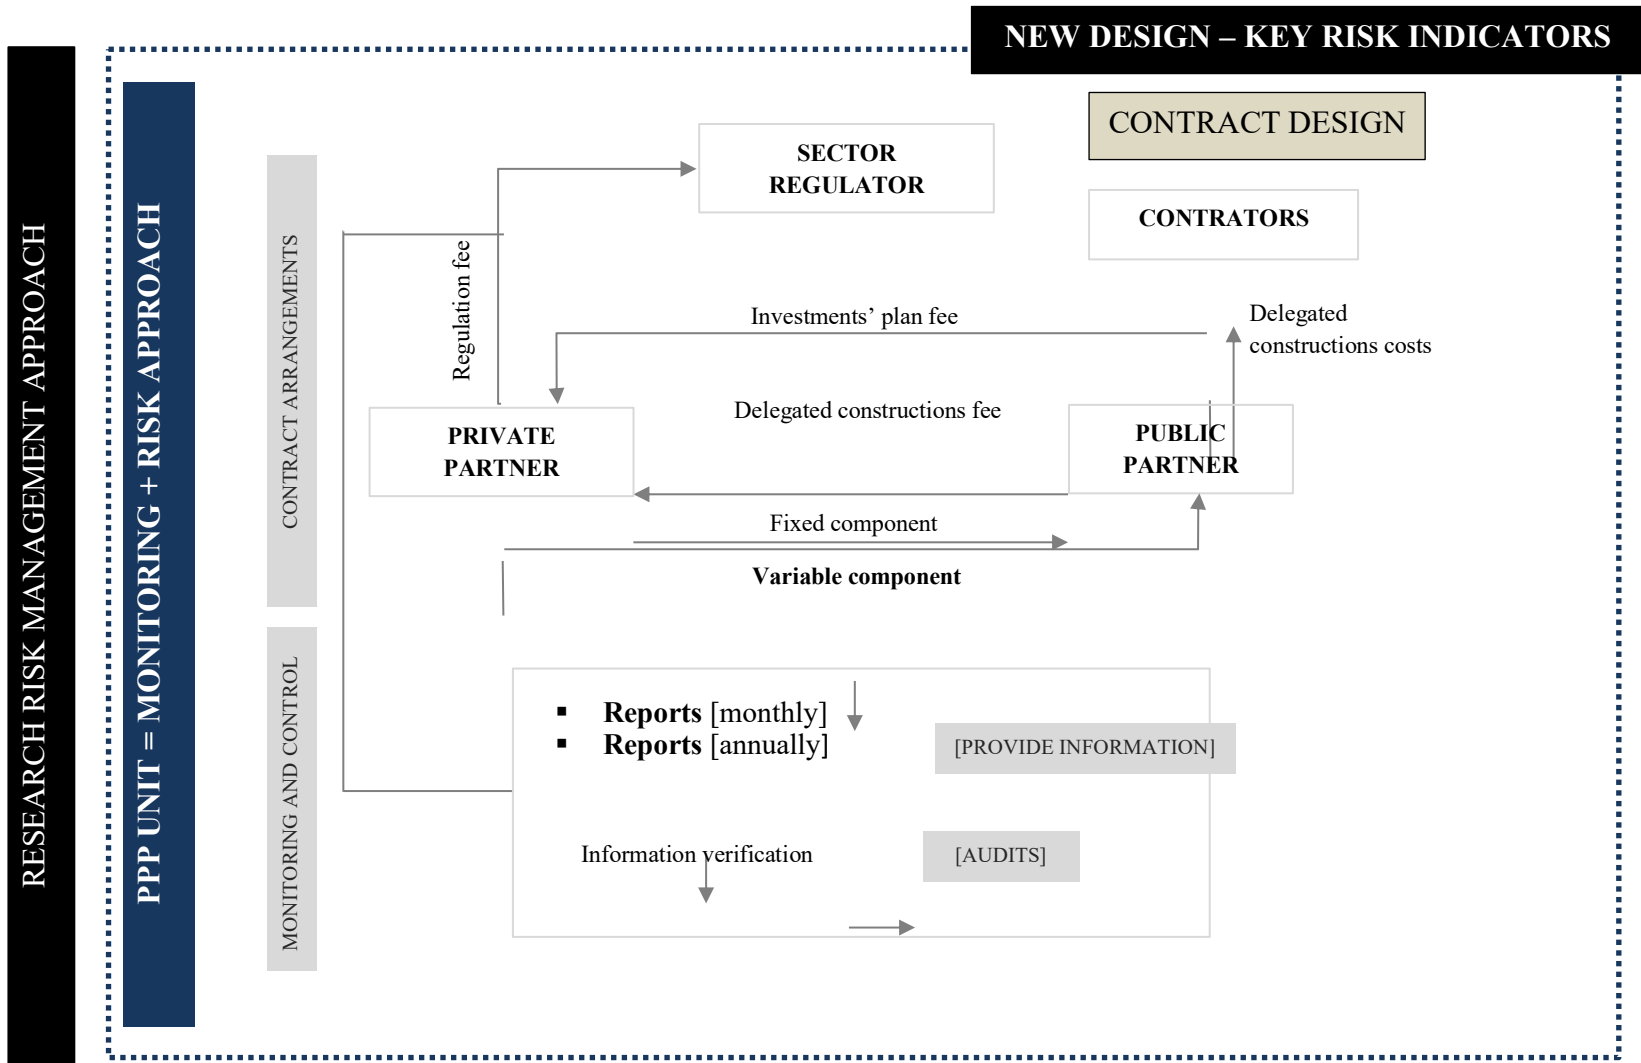 NEW DESIGN – KEY RISK INDICATORS
RESEARCH RISK MANAGEMENT APPROACH
PPP UNIT = MONITORING + RISK APPROACH
CONTRACT DESIGN
CONTRACT ARRANGEMENTS
SECTOR
REGULATOR
CONTRATORS
Regulation fee
Investments’ plan fee
Delegated
constructions costs
Delegated constructions fee
PRIVATE
PARTNER
PUBLIC
PARTNER
Fixed component
Variable component
MONITORING AND CONTROL
▪ Reports [monthly]
▪ Reports [annually]
[PROVIDE INFORMATION]
Information verification
[AUDITS]